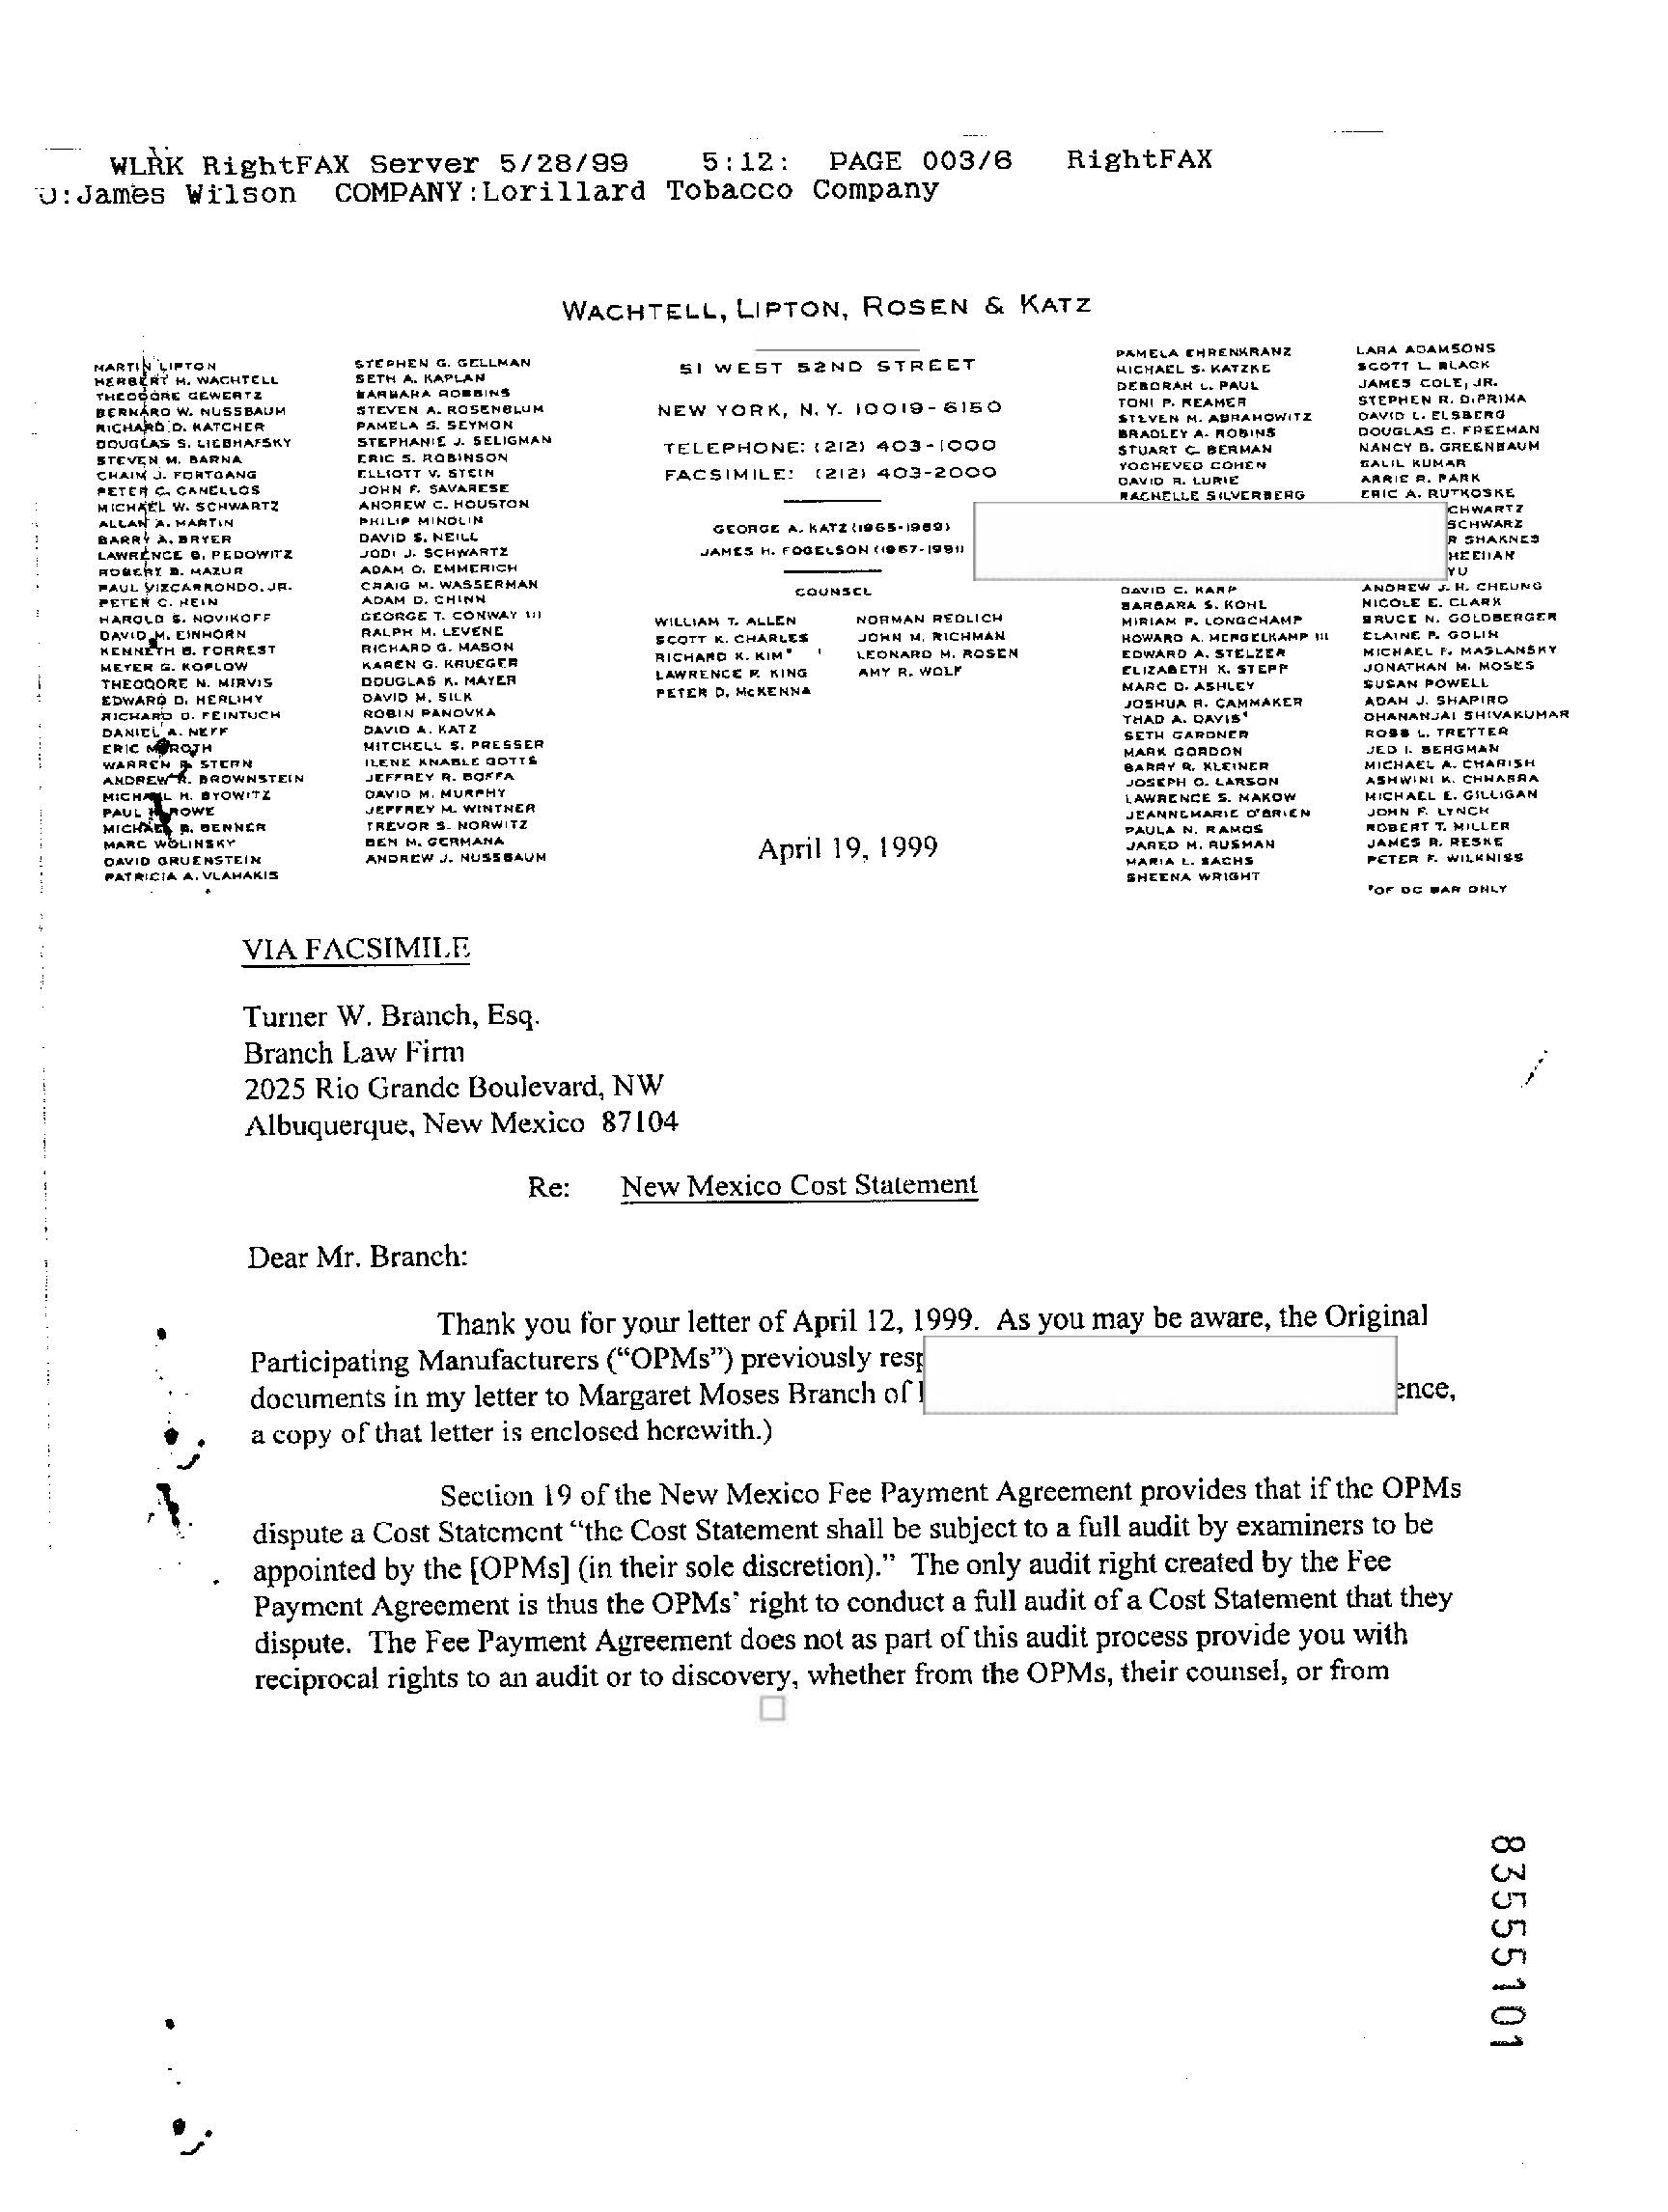 WLRK RightFAX Server 5/28/99 5:12: PAGE 003/6 RightFAX
O:James Wilson COMPANY:Lorillard Tobacco Company
WACHTELL, LIPTON, ROSEN & KATZ
MARTIN LIPTON
HERBERT M. WACHTELL
THEODORE GEWERTZ
BERNARD W. NUSSBAUM
RICHARD D. KATCHER
DOUGLAS S. LIEBHAFSKY
STEVEN M. BARNA
CHAIM J. FORTGANG
PETER C. CANELLOS
MICHAEL W. SCHWARTZ
ALLAN A. MARTIN
BARRY A. BRYER
LAWRENCE B. PEDOWITZ
ROBERT B. MAZUR
PAUL VIZCARRONDO, JR.
PETER C. HEIN
HAROLD S. NOVIKOFF
DAVID M. EINHORN
KENNETH B. FORREST
MEYER G. KOPLOW
THEODORE N. MIRVIS
EDWARD D. HERLIHY
RICHARD D. FEINTUCH
DANIEL A. NEFF
ERIC M. ROTH
WARREN R. STERN
ANDREW R. BROWNSTEIN
MICHAEL H. BYOWITZ
PAUL K. ROWE
MICHAEL B. BENNER
MARC WOLINSKY
DAVID GRUENSTEIN
PATRICIA A. VLAHAKIS
STEPHEN G. GELLMAN
SETH A. KAPLAN
BARBARA ROBBINS
STEVEN A. ROSENBLUM
PAMELA S. SEYMON
STEPHANIE J. SELIGMAN
ERIC S. ROBINSON
ELLIOTT V. STEIN
JOHN F. SAVARESE
ANDREW C. HOUSTON
PHILIP MINDLIN
DAVID S. NEILL
JODI J. SCHWARTZ
ADAM O. EMMERICH
CRAIG M. WASSERMAN
ADAM D. CHINN
GEORGE T. CONWAY III
RALPH M. LEVENE
RICHARD G. MASON
KAREN G. KRUEGER
DOUGLAS K. MAYER
DAVID M. SILK
ROBIN PANOVKA
DAVID A. KATZ
MITCHELL S. PRESSER
ILENE KNABLE GOTTS
JEFFREY R. BOFFA
DAVID M. MURPHY
JEFFREY M. WINTNER
TREVOR S. NORWITZ
BEN M. GERMANA
ANDREW J. NUSSBAUM
51 WEST 52ND STREET
NEW YORK, N.Y. 10019-6150
TELEPHONE: (212) 403-1000
FACSIMILE: (212) 403-2000
GEORGE A. KATZ (1965-1989)
JAMES H. FOGELSON (1967-1991)
COUNSEL
WILLIAM T. ALLEN
SCOTT K. CHARLES
RICHARD K. KIM*
LAWRENCE P. KING
PETER D. McKENNA
NORMAN REDLICH
JOHN M. RICHMAN
LEONARD M. ROSEN
AMY R. WOLF
April 19, 1999
PAMELA EHRENKRANZ
MICHAEL S. KATZKE
DEBORAH L. PAUL
TONI P. REAMER
STEVEN M. ABRAMOWITZ
BRADLEY A. ROBINS
STUART C. BERMAN
YOCHEVED COHEN
DAVID R. LURIE
RACHELLE SILVERBERG
DAVID C. KARP
BARBARA S. KOHL
MIRIAM P. LONGCHAMP
HOWARD A. MERGELKAMP III
EDWARD A. STELZER
ELIZABETH K. STEPP
MARC D. ASHLEY
JOSHUA R. CAMMAKER
THAD A. DAVIS*
SETH GARDNER
MARK GORDON
BARRY R. KLEINER
JOSEPH D. LARSON
LAWRENCE S. MAKOW
JEANNEMARIE O'BRIEN
PAULA N. RAMOS
JARED M. RUSMAN
MARIA L. SACHS
SHEENA WRIGHT
LARA ADAMSONS
SCOTT L. BLACK
JAMES COLE, JR.
STEPHEN R. DiPRIMA
DAVID L. ELSBERG
DOUGLAS C. FREEMAN
NANCY B. GREENBAUM
SALIL KUMAR
ARRIE R. PARK
ERIC A. RUTKOSKE
CHWARTZ
SCHWARZ
R SHAKNES
HEEHAN
YU
ANDREW J. H. CHEUNG
NICOLE E. CLARK
BRUCE N. GOLDBERGER
ELAINE P. GOLIN
MICHAEL F. MASLANSKY
JONATHAN M. MOSES
SUSAN POWELL
ADAM J. SHAPIRO
DHANANJAI SHIVAKUMAR
ROSS L. TRETTER
JED I. BERGMAN
MICHAEL A. CHARISH
ASHWINI K. CHHABRA
MICHAEL E. GILLIGAN
JOHN F. LYNCH
ROBERT T. MILLER
JAMES R. RESKE
PETER F. WILKNISS
*OF DC BAR ONLY
VIA FACSIMILE
Turner W. Branch, Esq.
Branch Law Firm
2025 Rio Grande Boulevard, NW
Albuquerque, New Mexico 87104
Re: New Mexico Cost Statement
Dear Mr. Branch:
Thank you for your letter of April 12, 1999. As you may be aware, the Original
Participating Manufacturers (“OPMs”) previously resp
documents in my letter to Margaret Moses Branch of ence,
a copy of that letter is enclosed herewith.)
Section 19 of the New Mexico Fee Payment Agreement provides that if the OPMs
dispute a Cost Statement “the Cost Statement shall be subject to a full audit by examiners to be
appointed by the [OPMs] (in their sole discretion).” The only audit right created by the Fee
Payment Agreement is thus the OPMs' right to conduct a full audit of a Cost Statement that they
dispute. The Fee Payment Agreement does not as part of this audit process provide you with
reciprocal rights to an audit or to discovery, whether from the OPMs, their counsel, or from
83555101